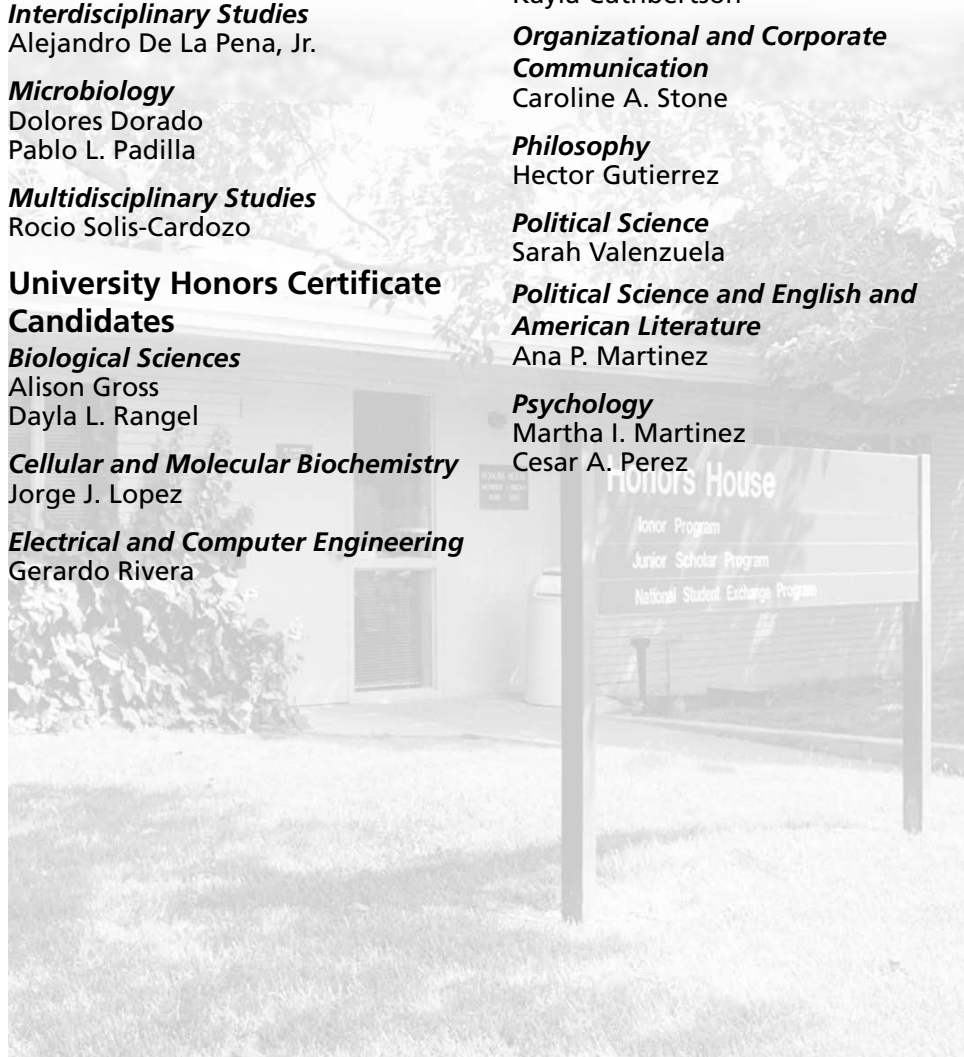 Interdisciplinary Studies
Alejandro De La Pena, Jr.
Microbiology
Dolores Dorado
Pablo L. Padilla
Multidisciplinary Studies
Rocio Solis-Cardozo
University Honors Certificate
Candidates
Biological Sciences
Alison Gross
Dayla L. Rangel
Cellular and Molecular Biochemistry
Jorge J. Lopez
Electrical and Computer Engineering
Gerardo Rivera
Kayla Cuthbertson
Organizational and Corporate
Communication
Caroline A. Stone
Philosophy
Hector Gutierrez
Political Science
Sarah Valenzuela
Political Science and English and
American Literature
Ana P. Martinez
Psychology
Martha I. Martinez
Cesar A. Perez
Honors House
Honor Program
Junior Scholar Program
National Student Exchange Program